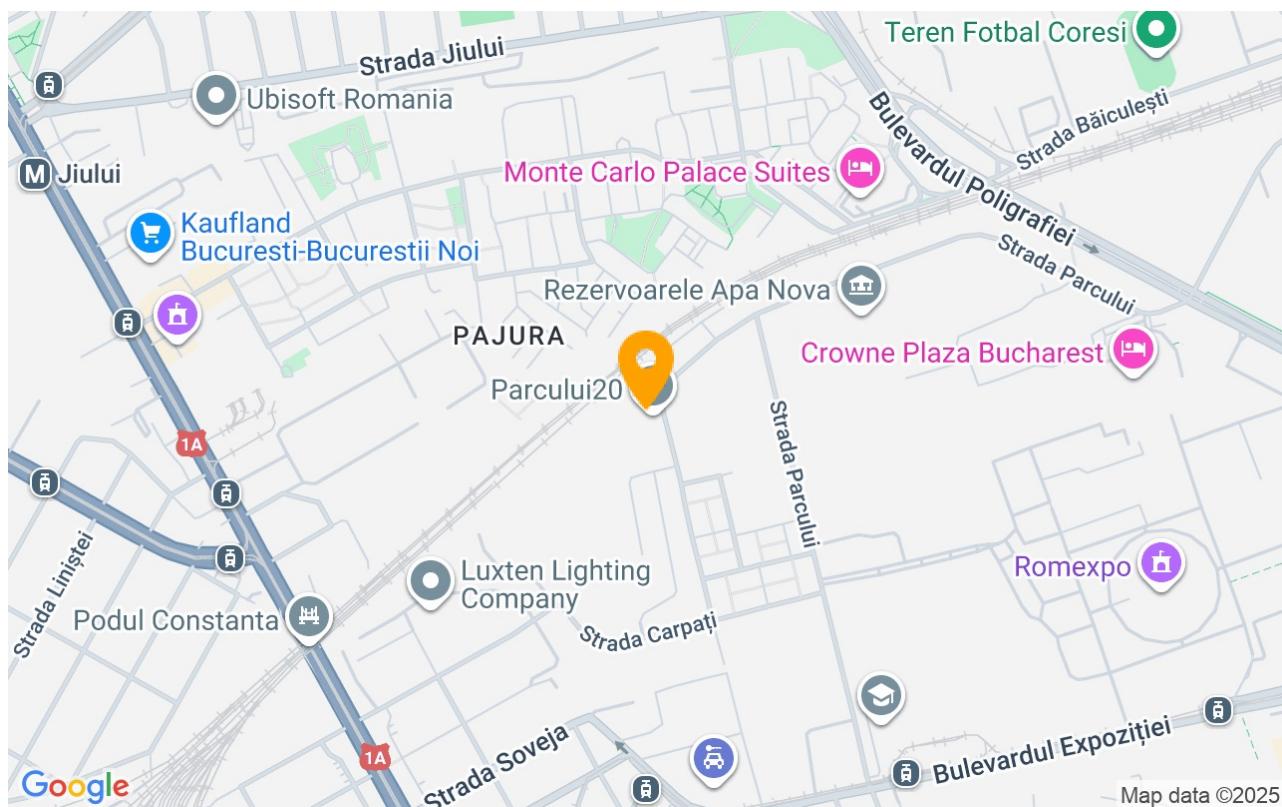 Teren Fotbal Coresi
Strada Jiului
Ubisoft Romania
Bulevardul Poligrafiei
Strada Băiculești
M Jiului
Monte Carlo Palace Suites
Kaufland
Bucuresti-Bucurestii Noi
Strada Parcului
Rezervoarele Apa Nova
PAJURA
Crowne Plaza Bucharest
Parcului20
Strada Parcului
1A
Strada Liniștei
Luxten Lighting
Company
Romexpo
Podul Constanta
Strada Carpați
1A
Strada Soveja
Bulevardul Expoziției
Google
Map data ©2025